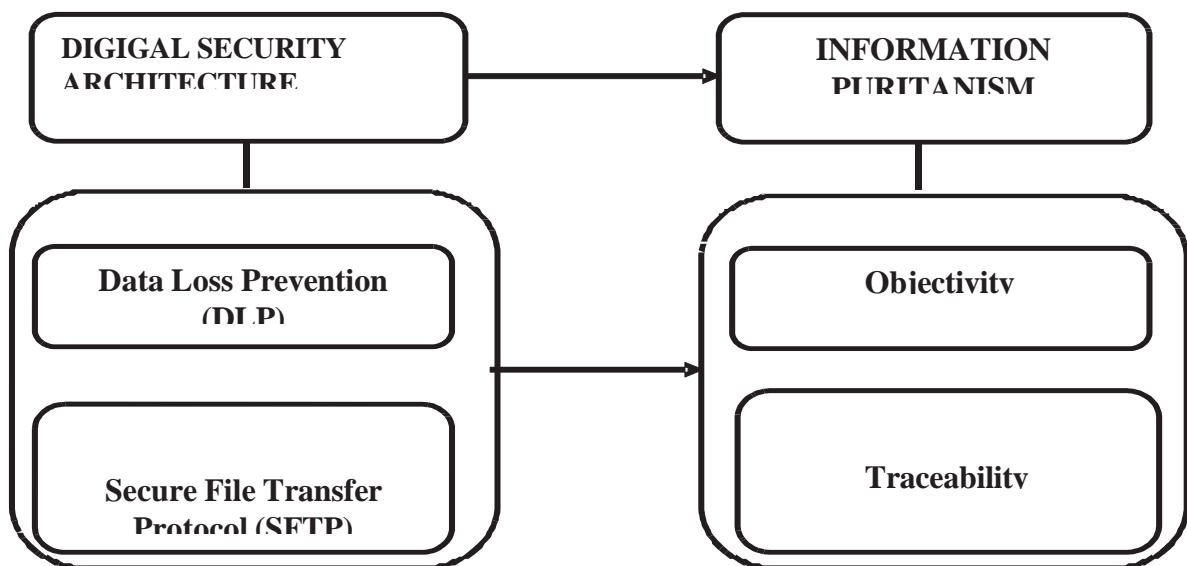 DIGIGAL SECURITY
ARCHITECTURE
INFORMATION
PURITANISM
Data Loss Prevention
(DLP)
Objectivity
Secure File Transfer
Protocol (SFTP)
Traceability